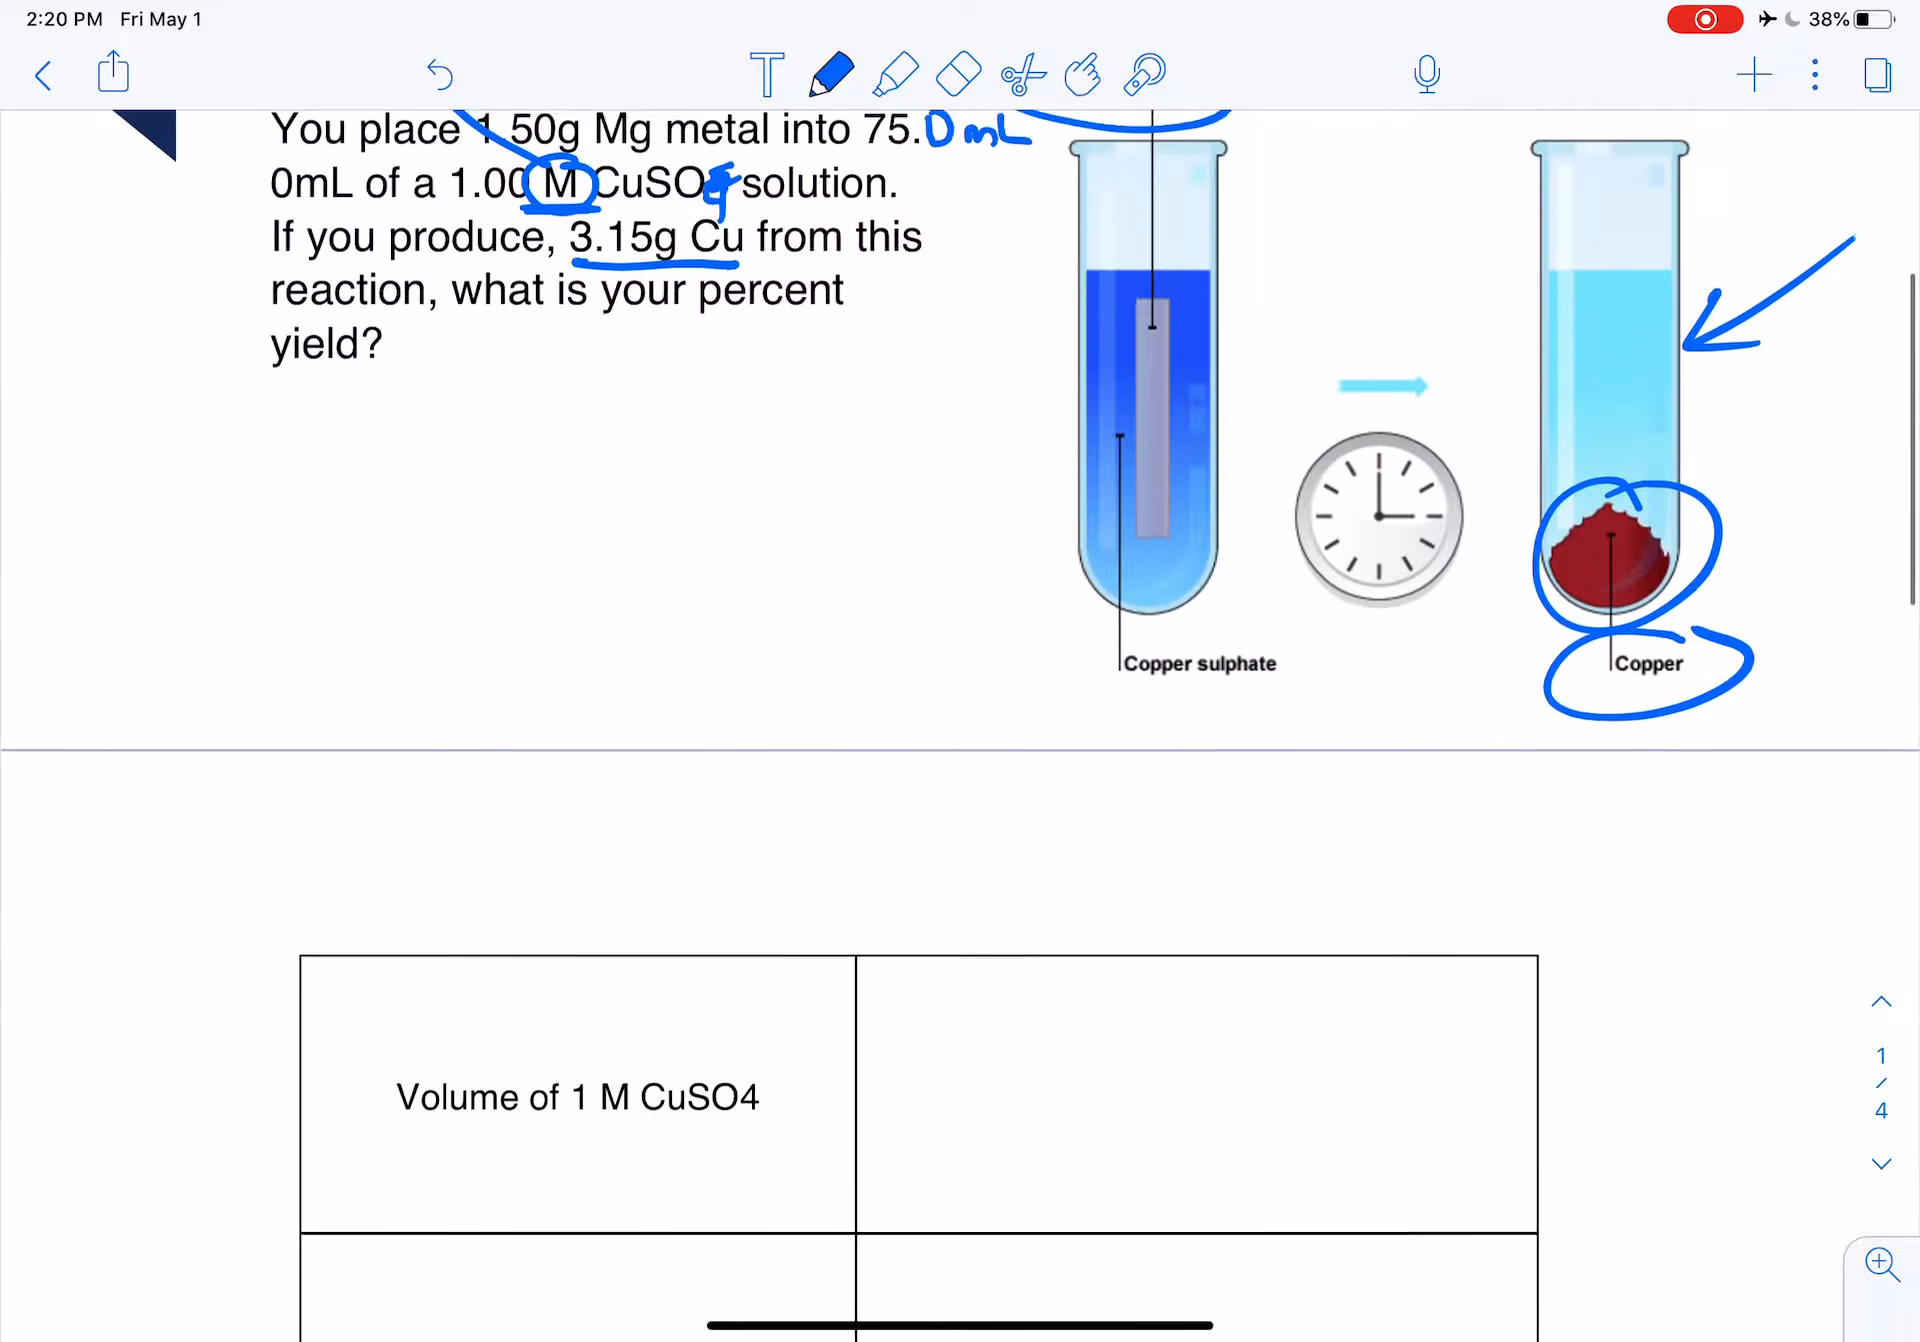 2:20 PM Fri May 1
38%
You place 1.50g Mg metal into 75.0 mL
0mL of a 1.00 M CuSO4 solution.
If you produce, 3.15g Cu from this
reaction, what is your percent
yield?
Copper sulphate
Copper
Volume of 1 M CuSO4
1
/
4